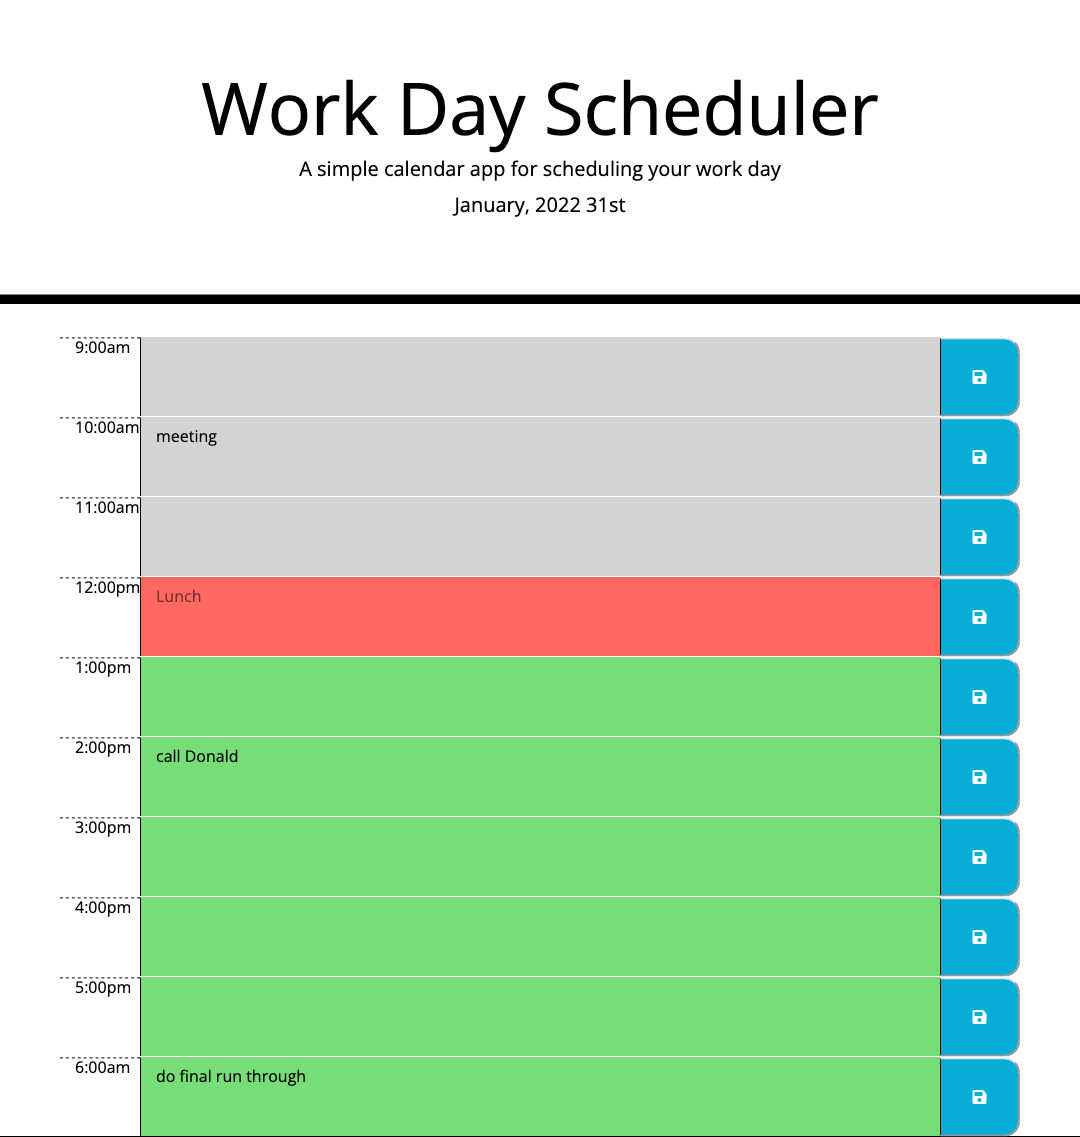 Work Day Scheduler
A simple calendar app for scheduling your work day
January, 2022 31st
9:00am
10:00am meeting
11:00am
12:00pm Lunch
1:00pm
2:00pm call Donald
3:00pm
4:00pm
5:00pm
6:00am do final run through